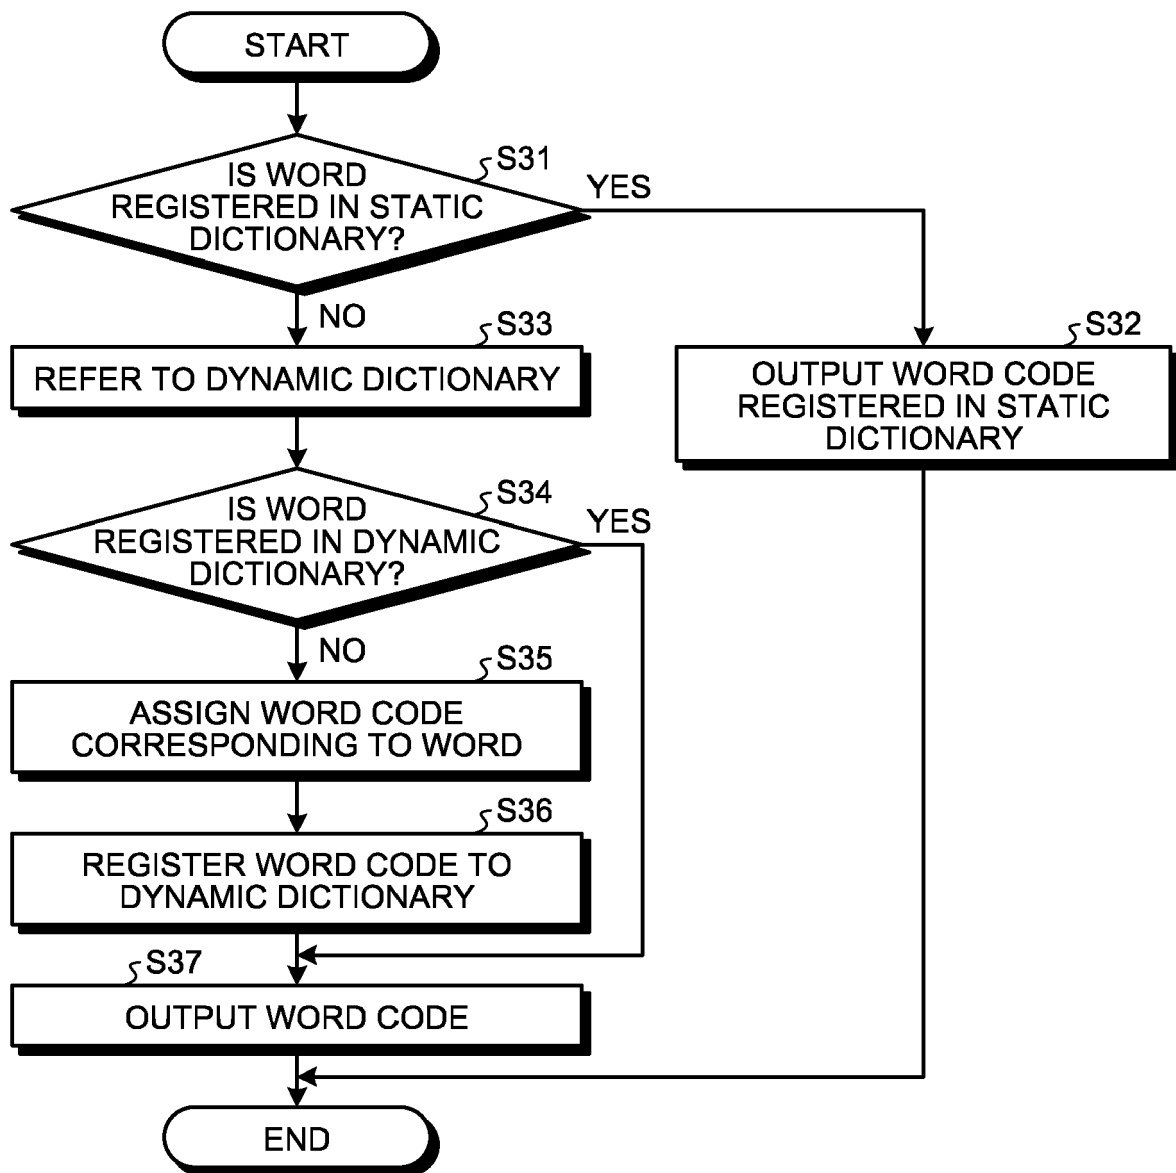 START
S31
IS WORD
REGISTERED IN STATIC
DICTIONARY?
YES
NO
S33
REFER TO DYNAMIC DICTIONARY
S32
OUTPUT WORD CODE
REGISTERED IN STATIC
DICTIONARY
S34
IS WORD
REGISTERED IN DYNAMIC
DICTIONARY?
YES
NO
S35
ASSIGN WORD CODE
CORRESPONDING TO WORD
S36
REGISTER WORD CODE TO
DYNAMIC DICTIONARY
S37
OUTPUT WORD CODE
END